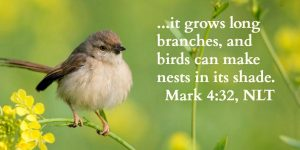 ...it grows long
branches, and
birds can make
nests in its shade.
Mark 4:32, NLT